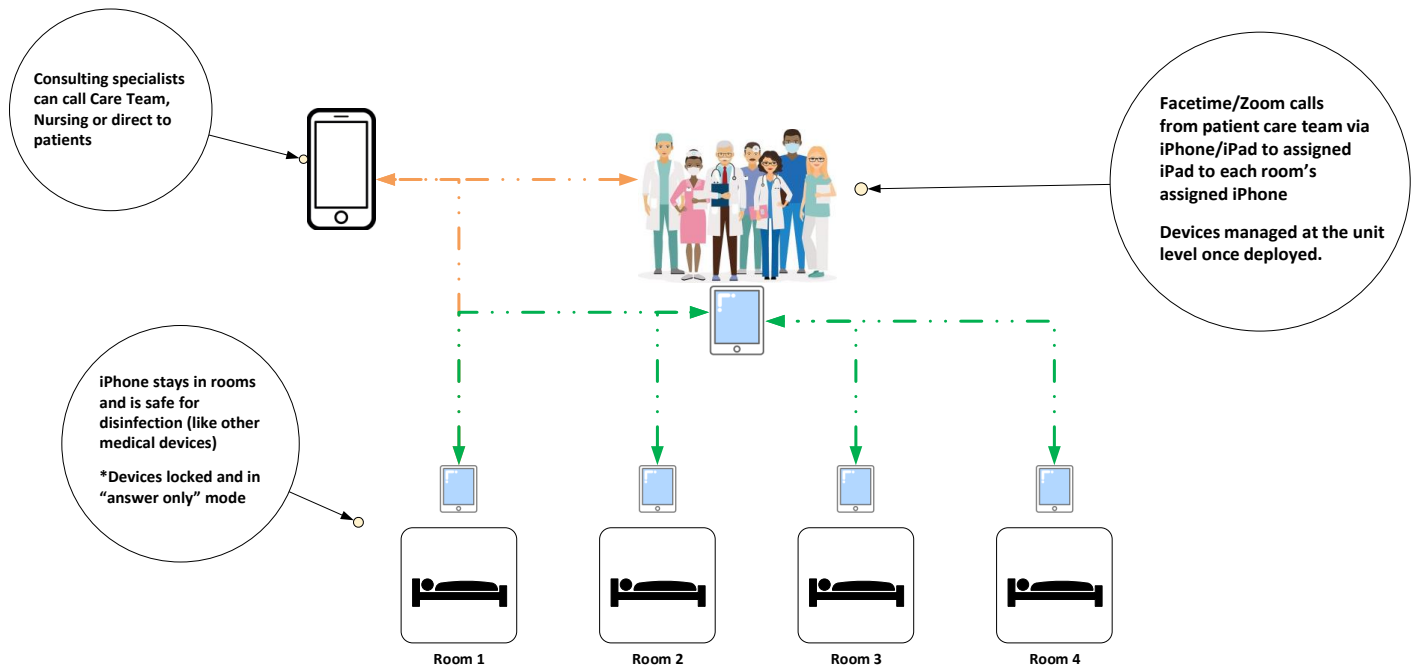 Consulting specialists
can call Care Team,
Nursing or direct to
patients
Facetime/Zoom calls
from patient care team via
iPhone/iPad to assigned
iPad to each room’s
assigned iPhone
Devices managed at the unit
level once deployed.
iPhone stays in rooms
and is safe for
disinfection (like other
medical devices)
*Devices locked and in
“answer only” mode
Room 1
Room 2
Room 3
Room 4